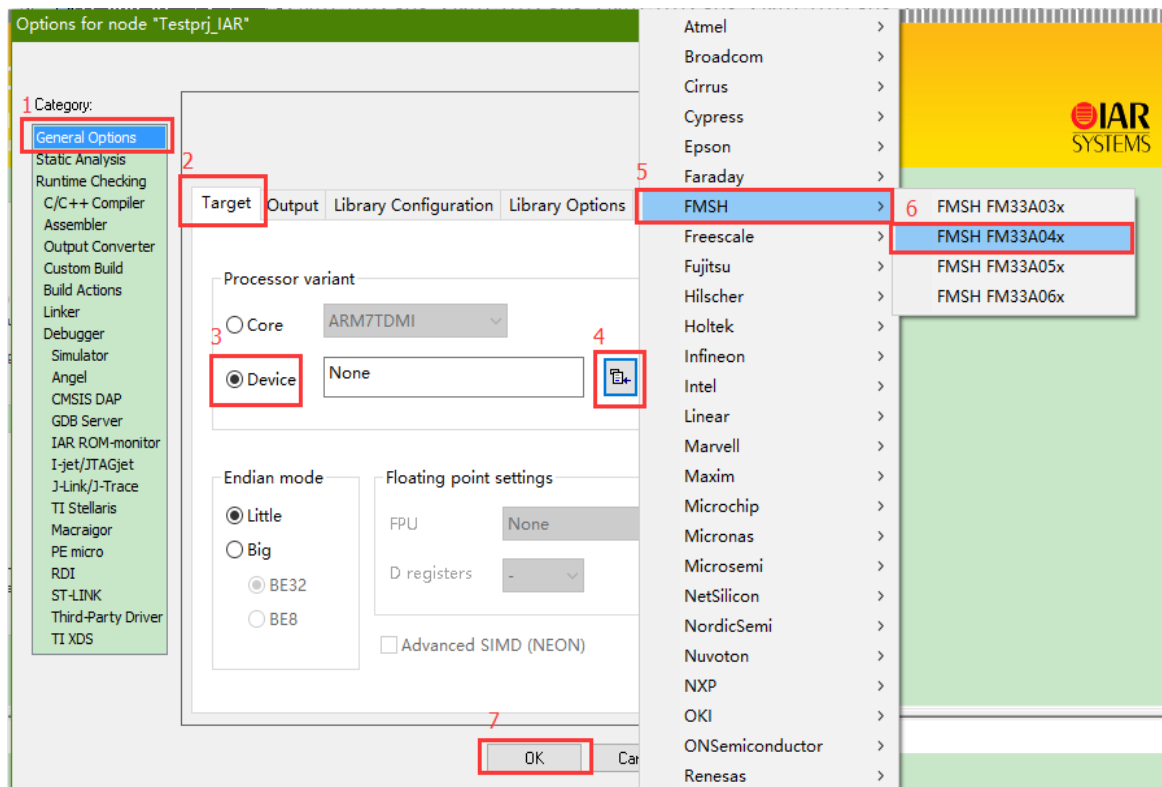 Options for node "Testprj_IAR"
1 Category:
General Options
Static Analysis
Runtime Checking
C/C++ Compiler
Assembler
Output Converter
Custom Build
Build Actions
Linker
Debugger
Simulator
Angel
CMSIS DAP
GDB Server
IAR ROM-monitor
I-jet/JTAGjet
J-Link/J-Trace
TI Stellaris
Macraigor
PE micro
RDI
ST-LINK
Third-Party Driver
TI XDS
2
Target Output Library Configuration Library Options
Processor variant
Core ARM7TDMI
3
Device None
4
Endian mode
Little
Big
BE32
BE8
Floating point settings
FPU None
D registers -
Advanced SIMD (NEON)
7
OK
Atmel
Broadcom
Cirrus
Cypress
Epson
5
Faraday
FMSH
Freescale
Fujitsu
Hilscher
Holtek
Infineon
Intel
Linear
Marvell
Maxim
Microchip
Micronas
Microsemi
NetSilicon
NordicSemi
Nuvoton
NXP
OKI
ONSemiconductor
Renesas
6 FMSH FM33A03x
FMSH FM33A04x
FMSH FM33A05x
FMSH FM33A06x
IAR
SYSTEMS